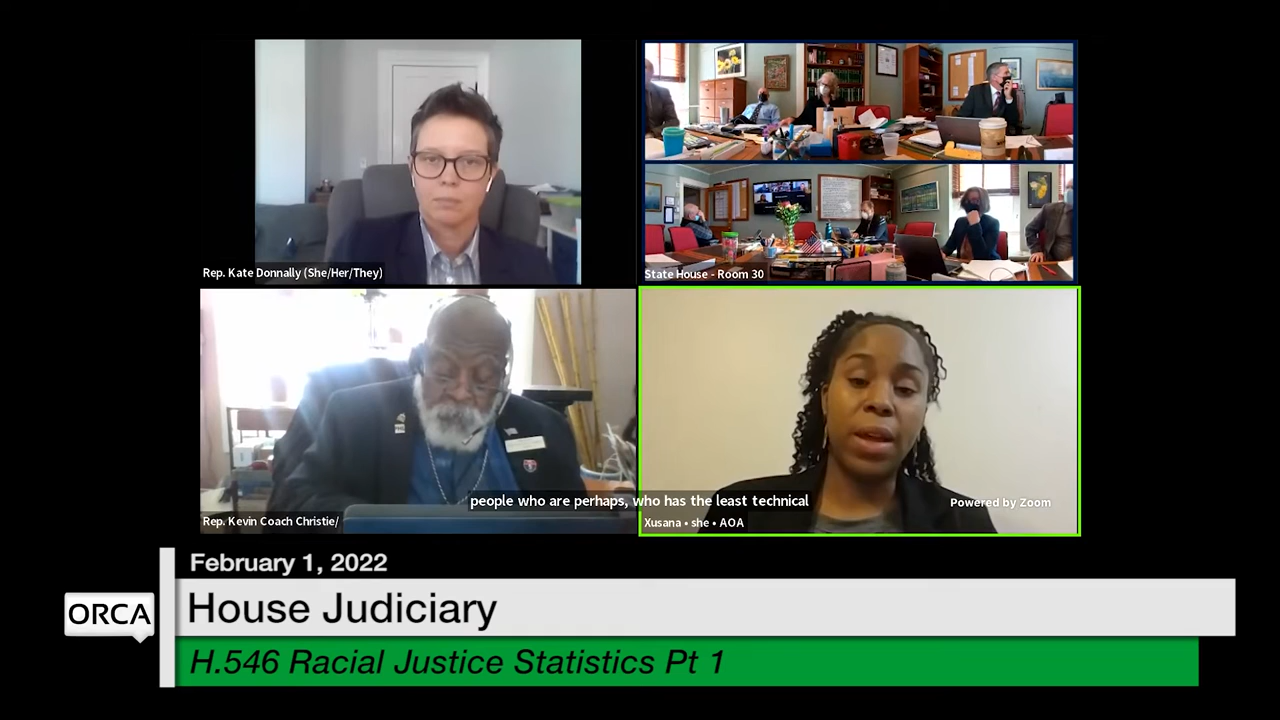 Rep. Kate Donnally (She/Her/They)
State House - Room 30
people who are perhaps, who has the least technical
Powered by Zoom
Rep. Kevin Coach Christie/
Xusana • she • AOA
February 1, 2022
ORCA
House Judiciary
H.546 Racial Justice Statistics Pt 1